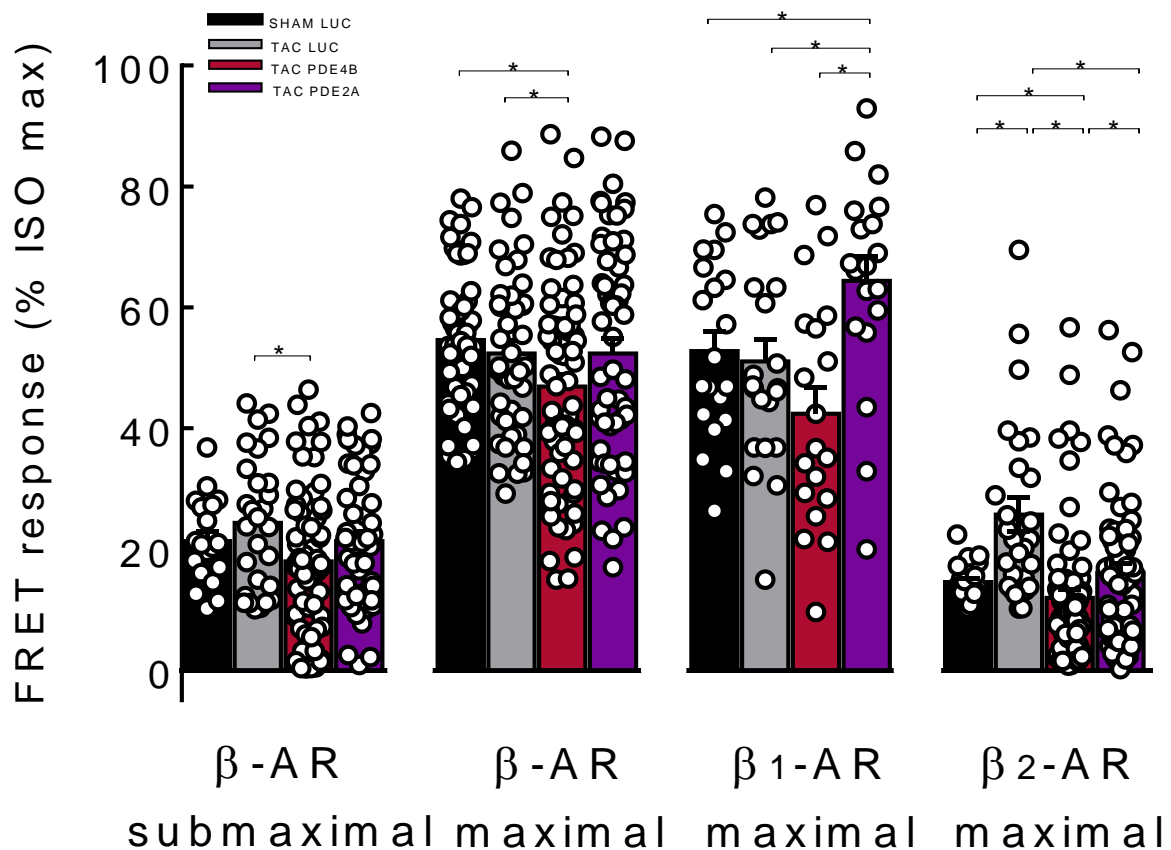 SHAM LUC
TAC LUC
TAC PDE4B
TAC PDE2A
FRET response (% ISO max)
100
80
60
40
20
0
*
* *
* * *
* * * * *
β-AR submaximal
β-AR maximal
β1-AR maximal
β2-AR maximal